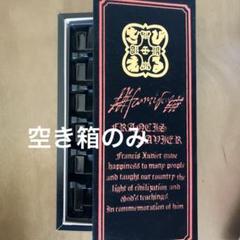 空き箱のみ
FRANCIS
XAVIER
Francis Xavier gave
happiness to many people
and taught our country the
light of civilization and
God's teachings.
In commemoration of him.